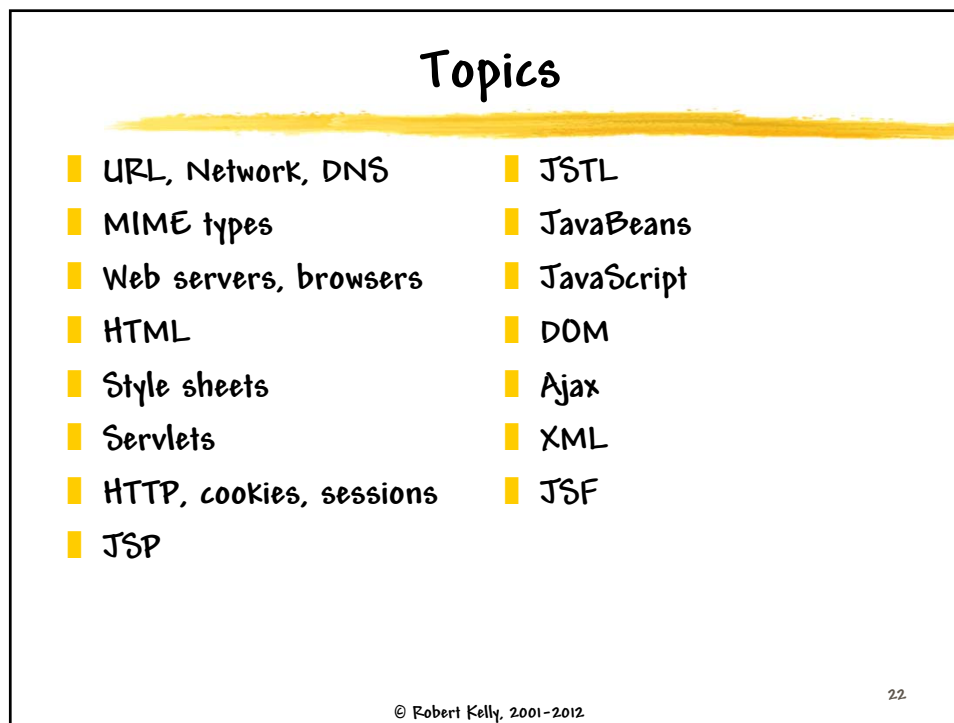 Topics
URL, Network, DNS
MIME types
Web servers, browsers
HTML
Style sheets
Servlets
HTTP, cookies, sessions
JSP
JSTL
JavaBeans
JavaScript
DOM
Ajax
XML
JSF
© Robert Kelly, 2001-2012
22